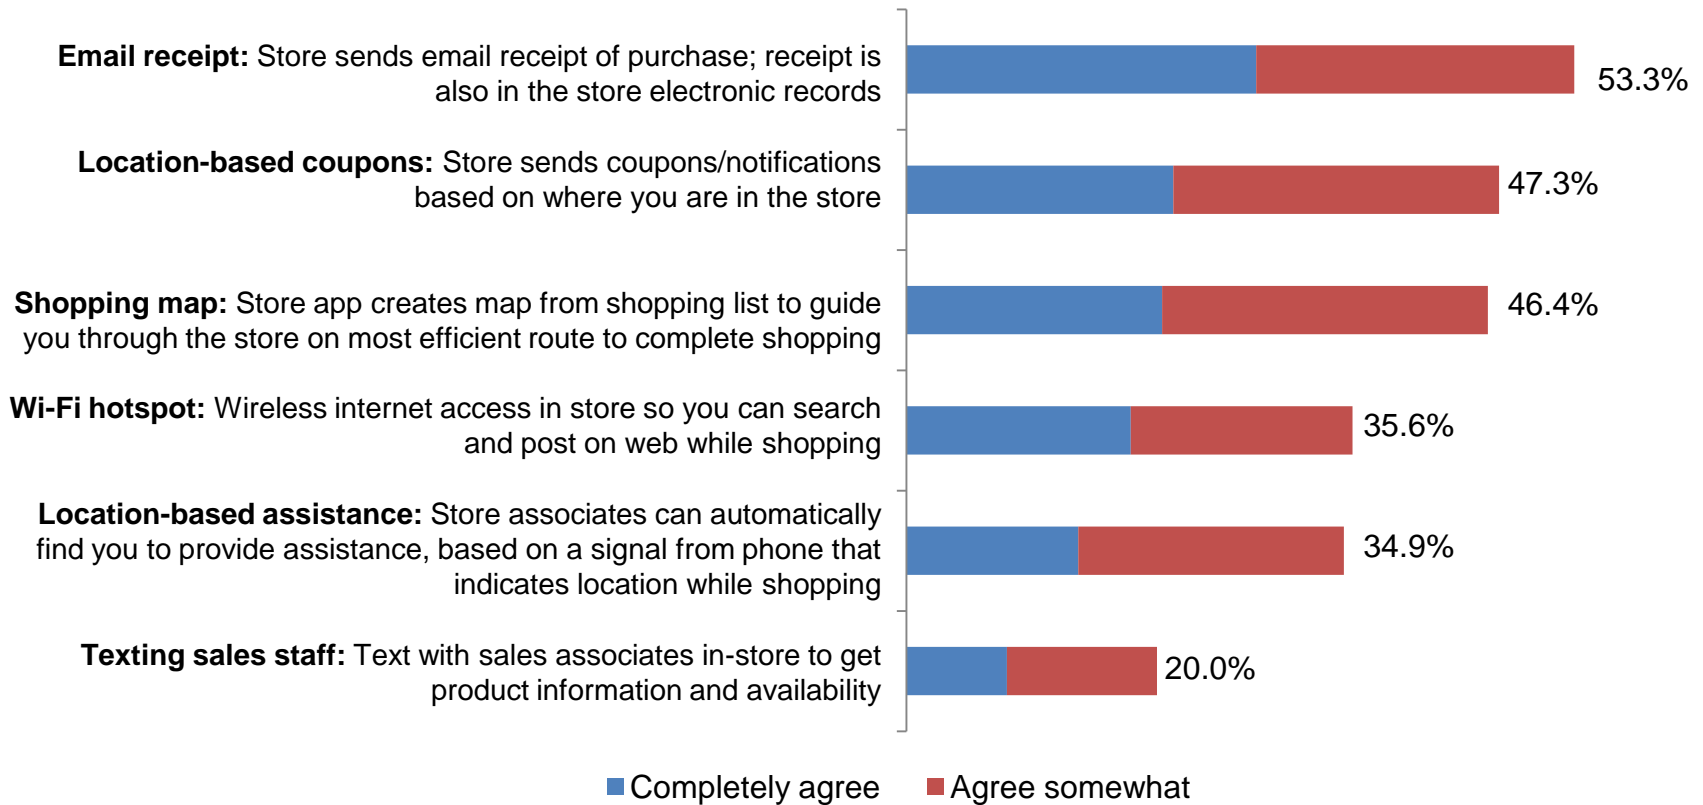 Email receipt: Store sends email receipt of purchase; receipt is
also in the store electronic records
53.3%
Location-based coupons: Store sends coupons/notifications
based on where you are in the store
47.3%
Shopping map: Store app creates map from shopping list to guide
you through the store on most efficient route to complete shopping
46.4%
Wi-Fi hotspot: Wireless internet access in store so you can search
and post on web while shopping
35.6%
Location-based assistance: Store associates can automatically
find you to provide assistance, based on a signal from phone that
indicates location while shopping
34.9%
Texting sales staff: Text with sales associates in-store to get
product information and availability
20.0%
Completely agree
Agree somewhat